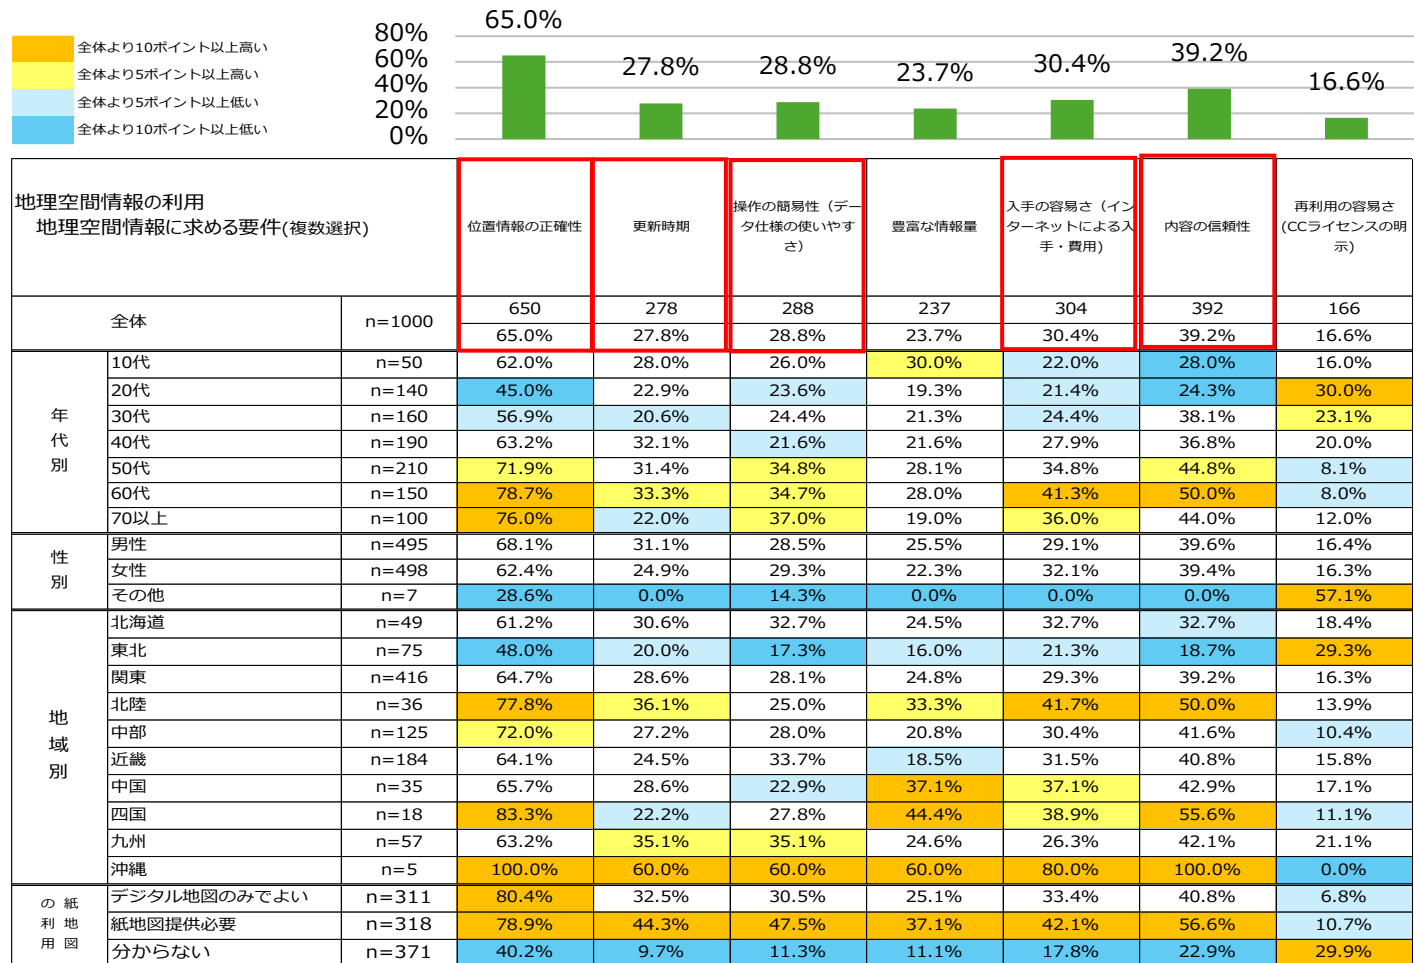 全体より10ポイント以上高い
全体より5ポイント以上高い
全体より5ポイント以上低い
全体より10ポイント以上低い
80%
60%
40%
20%
0%
65.0% 27.8% 28.8% 23.7% 30.4% 39.2% 16.6%
地理空間情報の利用
地理空間情報に求める要件(複数選択)
位置情報の正確性
更新時期
操作の簡易性（デー
タ仕様の使いやす
さ）
豊富な情報量
入手の容易さ（イン
ターネットによる入
手・費用)
内容の信頼性
再利用の容易さ
(CCライセンスの明
示)
全体 n=1000 650 278 288 237 304 392 166
65.0% 27.8% 28.8% 23.7% 30.4% 39.2% 16.6%
年代別
10代 n=50 62.0% 28.0% 26.0% 30.0% 22.0% 28.0% 16.0%
20代 n=140 45.0% 22.9% 23.6% 19.3% 21.4% 24.3% 30.0%
30代 n=160 56.9% 20.6% 24.4% 21.3% 24.4% 38.1% 23.1%
40代 n=190 63.2% 32.1% 21.6% 21.6% 27.9% 36.8% 20.0%
50代 n=210 71.9% 31.4% 34.8% 28.1% 34.8% 44.8% 8.1%
60代 n=150 78.7% 33.3% 34.7% 28.0% 41.3% 50.0% 8.0%
70以上 n=100 76.0% 22.0% 37.0% 19.0% 36.0% 44.0% 12.0%
性別
男性 n=495 68.1% 31.1% 28.5% 25.5% 29.1% 39.6% 16.4%
女性 n=498 62.4% 24.9% 29.3% 22.3% 32.1% 39.4% 16.3%
その他 n=7 28.6% 0.0% 14.3% 0.0% 0.0% 0.0% 57.1%
地域別
北海道 n=49 61.2% 30.6% 32.7% 24.5% 32.7% 32.7% 18.4%
東北 n=75 48.0% 20.0% 17.3% 16.0% 21.3% 18.7% 29.3%
関東 n=416 64.7% 28.6% 28.1% 24.8% 29.3% 39.2% 16.3%
北陸 n=36 77.8% 36.1% 25.0% 33.3% 41.7% 50.0% 13.9%
中部 n=125 72.0% 27.2% 28.0% 20.8% 30.4% 41.6% 10.4%
近畿 n=184 64.1% 24.5% 33.7% 18.5% 31.5% 40.8% 15.8%
中国 n=35 65.7% 28.6% 22.9% 37.1% 37.1% 42.9% 17.1%
四国 n=18 83.3% 22.2% 27.8% 44.4% 38.9% 55.6% 11.1%
九州 n=57 63.2% 35.1% 35.1% 24.6% 26.3% 42.1% 21.1%
沖縄 n=5 100.0% 60.0% 60.0% 60.0% 80.0% 100.0% 0.0%
紙地図の利用
デジタル地図のみでよい n=311 80.4% 32.5% 30.5% 25.1% 33.4% 40.8% 6.8%
紙地図提供必要 n=318 78.9% 44.3% 47.5% 37.1% 42.1% 56.6% 10.7%
分からない n=371 40.2% 9.7% 11.3% 11.1% 17.8% 22.9% 29.9%